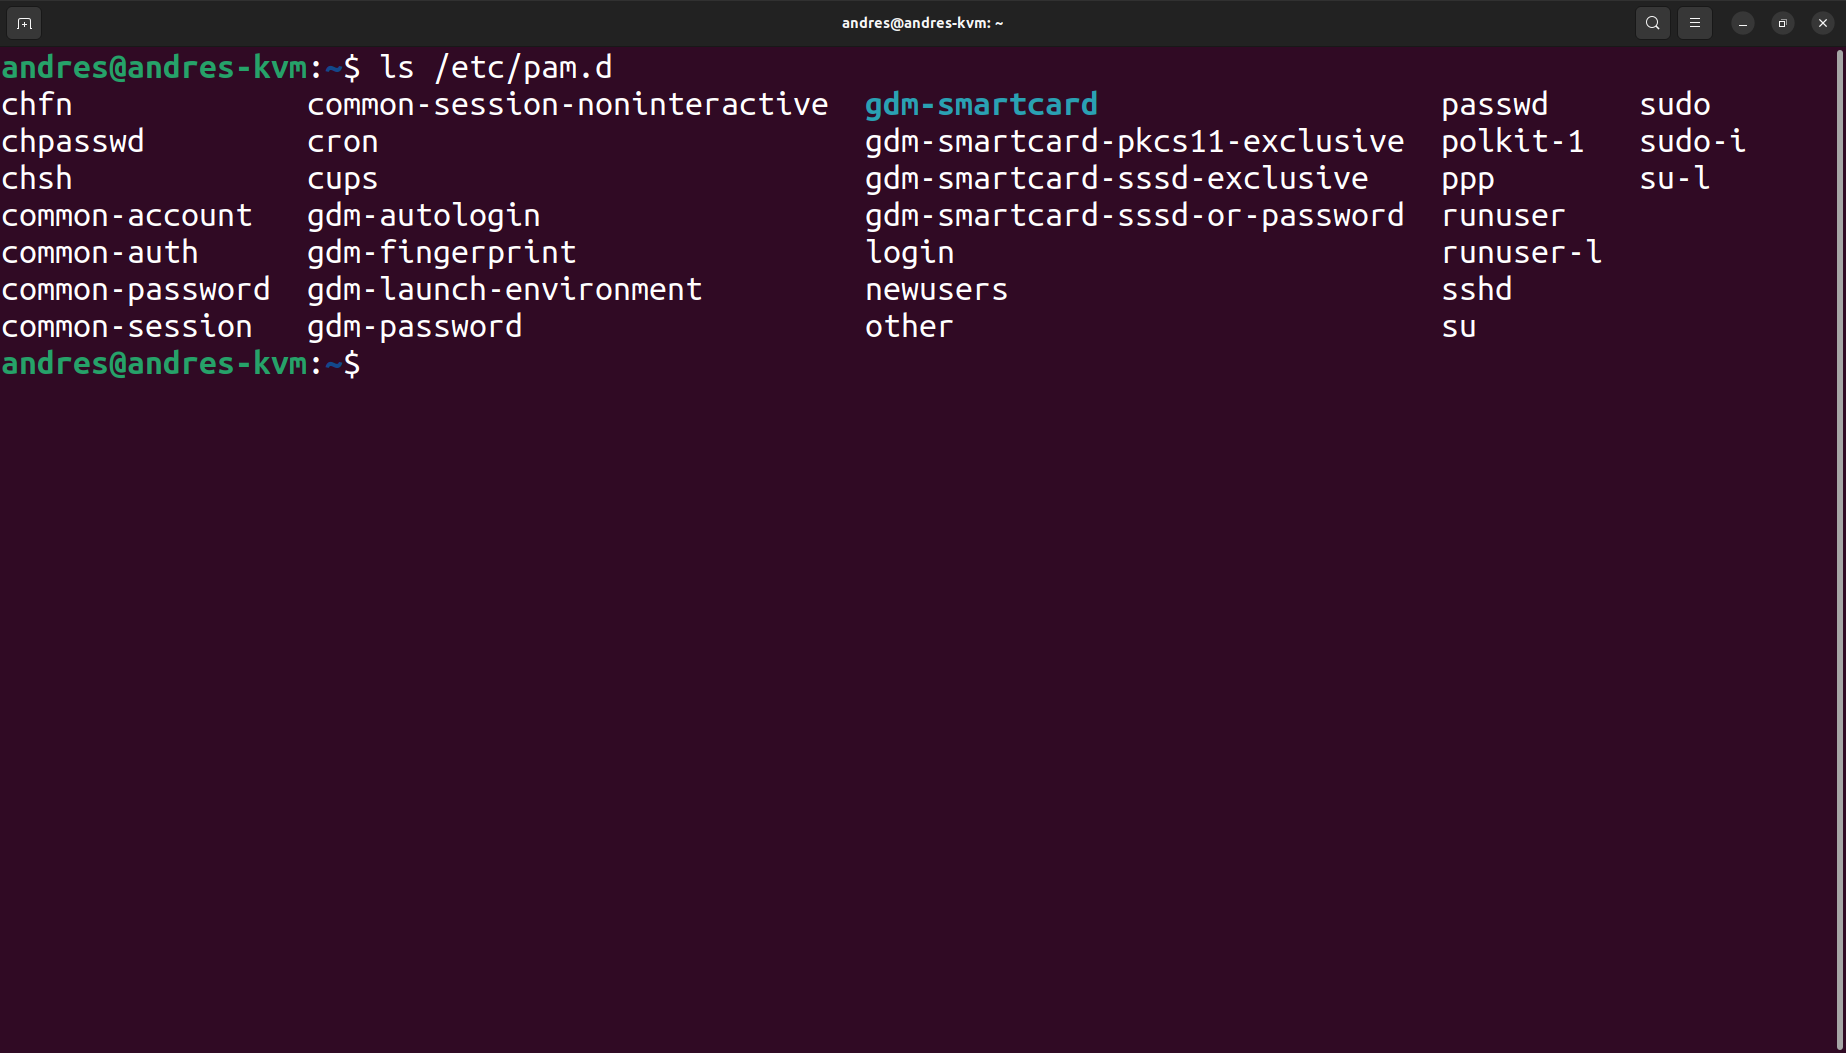 andres@andres-kvm: ~
andres@andres-kvm:~$ ls /etc/pam.d
chfn             common-session-noninteractive  gdm-smartcard                   passwd     sudo
chpasswd         cron                           gdm-smartcard-pkcs11-exclusive  polkit-1   sudo-i
chsh             cups                           gdm-smartcard-sssd-exclusive    ppp        su-l
common-account   gdm-autologin                  gdm-smartcard-sssd-or-password  runuser
common-auth      gdm-fingerprint                login                           runuser-l
common-password  gdm-launch-environment         newusers                        sshd
common-session   gdm-password                   other                           su
andres@andres-kvm:~$